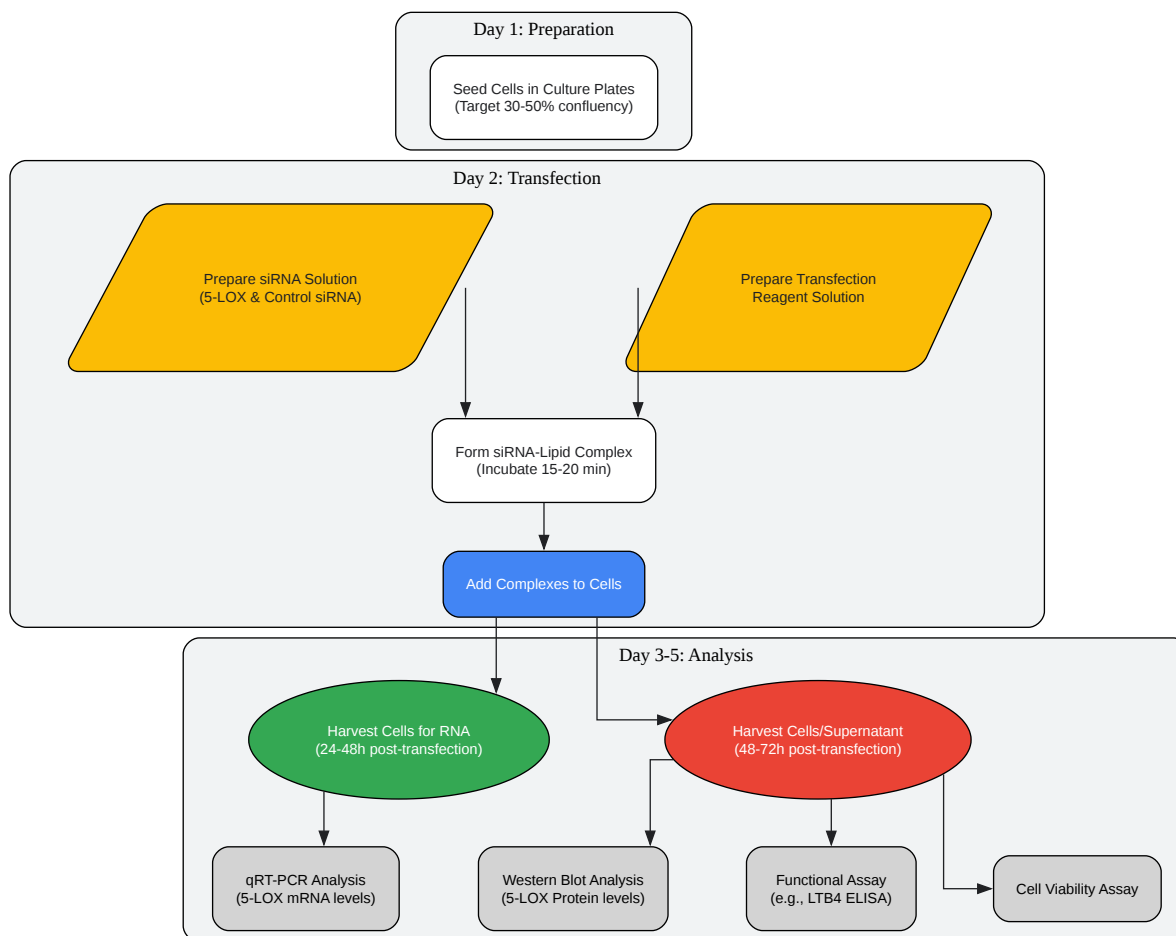 Day 1: Preparation
Seed Cells in Culture Plates
(Target 30-50% confluency)
Day 2: Transfection
Prepare siRNA Solution
(5-LOX & Control siRNA)
Prepare Transfection
Reagent Solution
Form siRNA-Lipid Complex
(Incubate 15-20 min)
Add Complexes to Cells
Day 3-5: Analysis
Harvest Cells for RNA
(24-48h post-transfection)
Harvest Cells/Supernatant
(48-72h post-transfection)
qRT-PCR Analysis
(5-LOX mRNA levels)
Western Blot Analysis
(5-LOX Protein levels)
Functional Assay
(e.g., LTB4 ELISA)
Cell Viability Assay